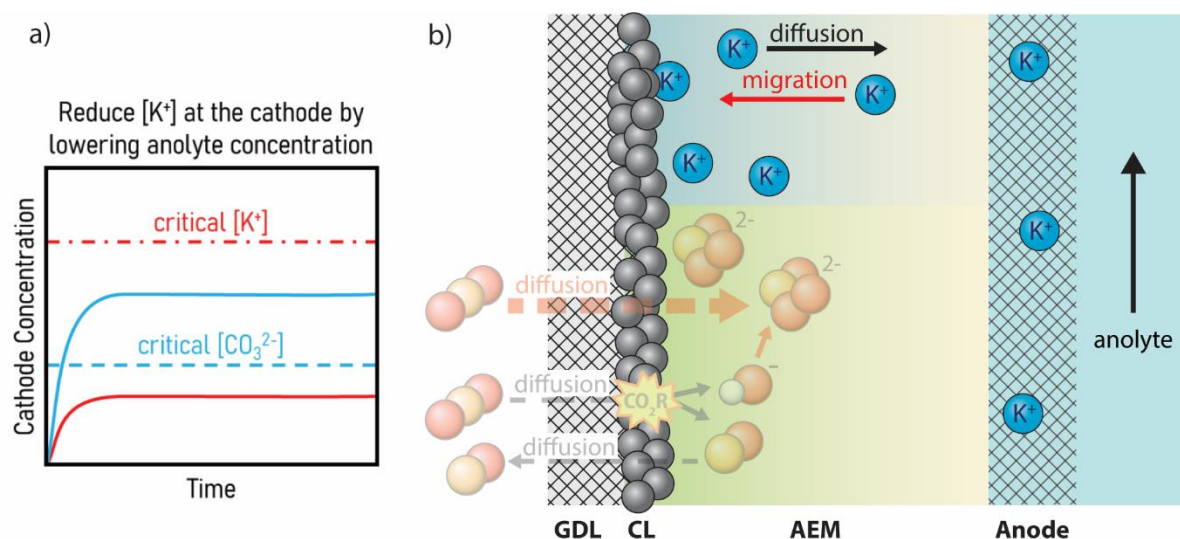 a)
Reduce [K⁺] at the cathode by
lowering anolyte concentration
critical [K⁺]
critical [CO₃²⁻]
Cathode Concentration
Time
b)
diffusion
K⁺
K⁺
K⁺
migration
K⁺
K⁺
K⁺
K⁺
2-
diffusion
2-
anolyte
diffusion
-
CO₂R
K⁺
diffusion
GDL
CL
AEM
Anode